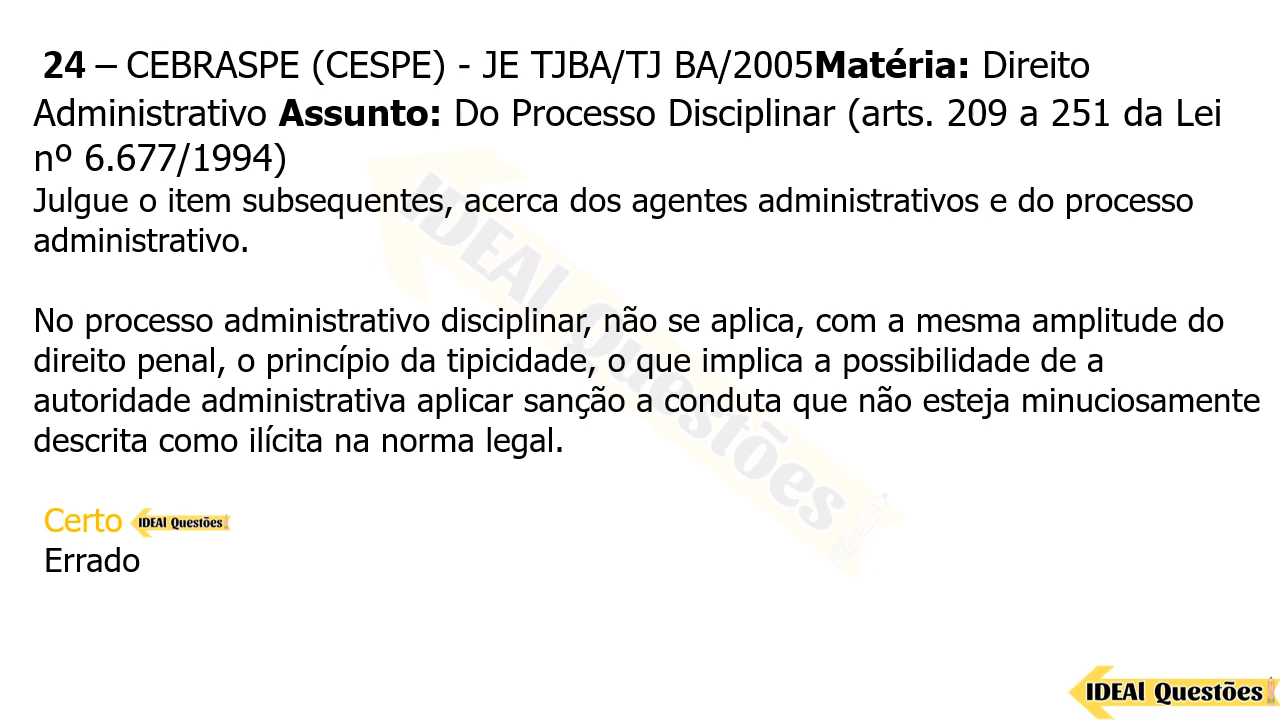 24 – CEBRASPE (CESPE) - JE TJBA/TJ BA/2005Matéria: Direito
Administrativo Assunto: Do Processo Disciplinar (arts. 209 a 251 da Lei
nº 6.677/1994)
Julgue o item subsequentes, acerca dos agentes administrativos e do processo
administrativo.
No processo administrativo disciplinar, não se aplica, com a mesma amplitude do
direito penal, o princípio da tipicidade, o que implica a possibilidade de a
autoridade administrativa aplicar sanção a conduta que não esteja minuciosamente
descrita como ilícita na norma legal.
Certo IDEAl Questões
Errado
IDEAl Questões
IDEAl Questões